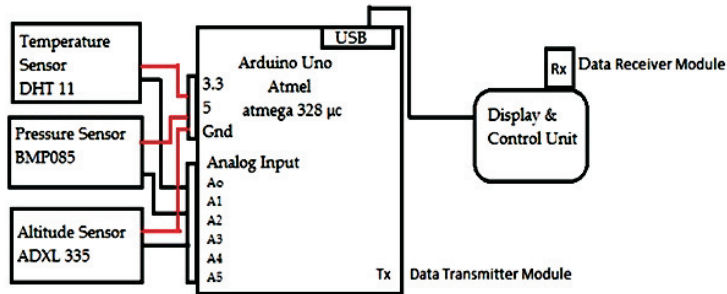 Temperature
Sensor
DHT 11
Pressure Sensor
BMP085
Altitude Sensor
ADXL 335
USB
Arduino Uno
Atmel
atmega 328 µc
3.3
5
Gnd
Analog Input
A0
A1
A2
A3
A4
A5
Tx
Data Transmitter Module
Rx
Data Receiver Module
Display &
Control Unit